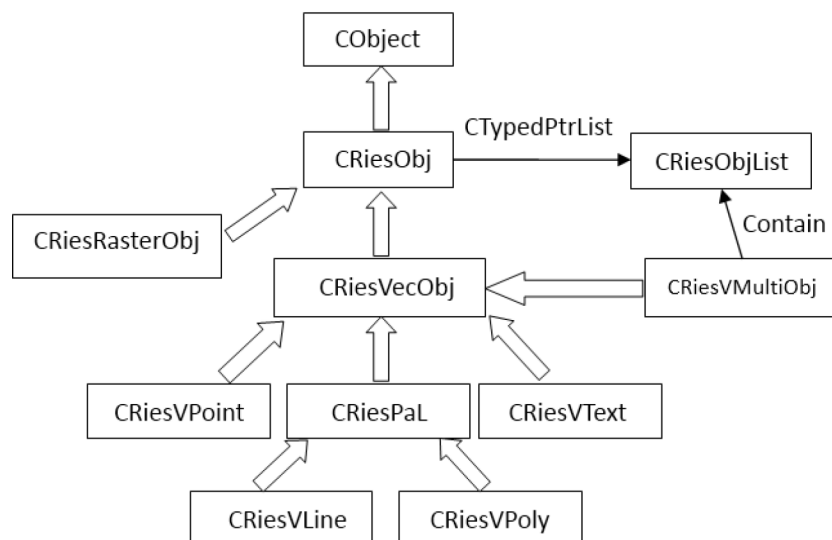 CObject
CTypedPtrList
CRiesObj
CRiesObjList
CRiesRasterObj
Contain
CRiesVecObj
CRiesVMultiObj
CRiesVPoint
CRiesPaL
CRiesVText
CRiesVLine
CRiesVPoly